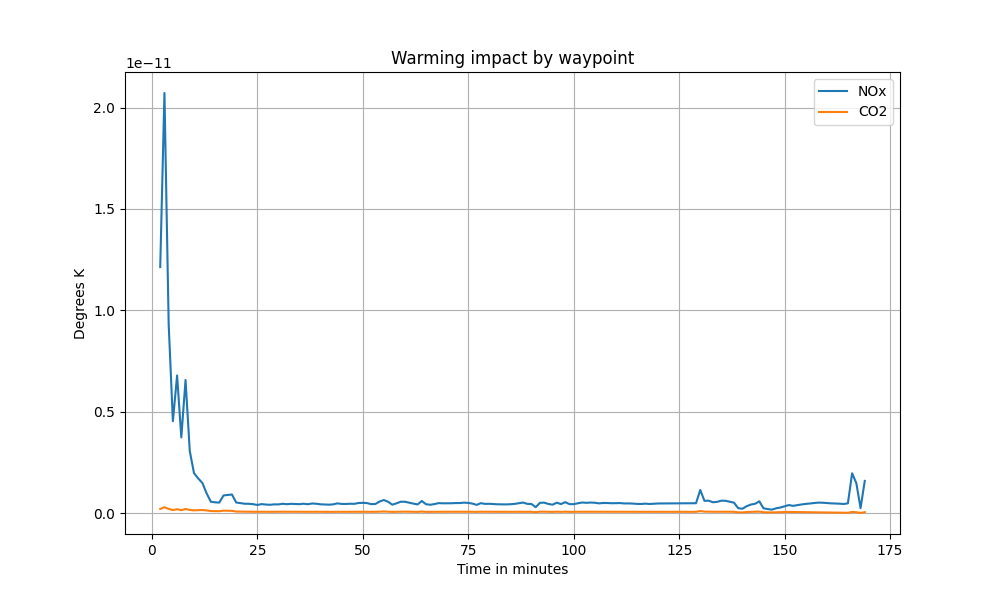 Warming impact by waypoint
1e−11
NOx
CO2
2.0
1.5
1.0
0.5
0.0
Degrees K
0 25 50 75 100 125 150 175
Time in minutes